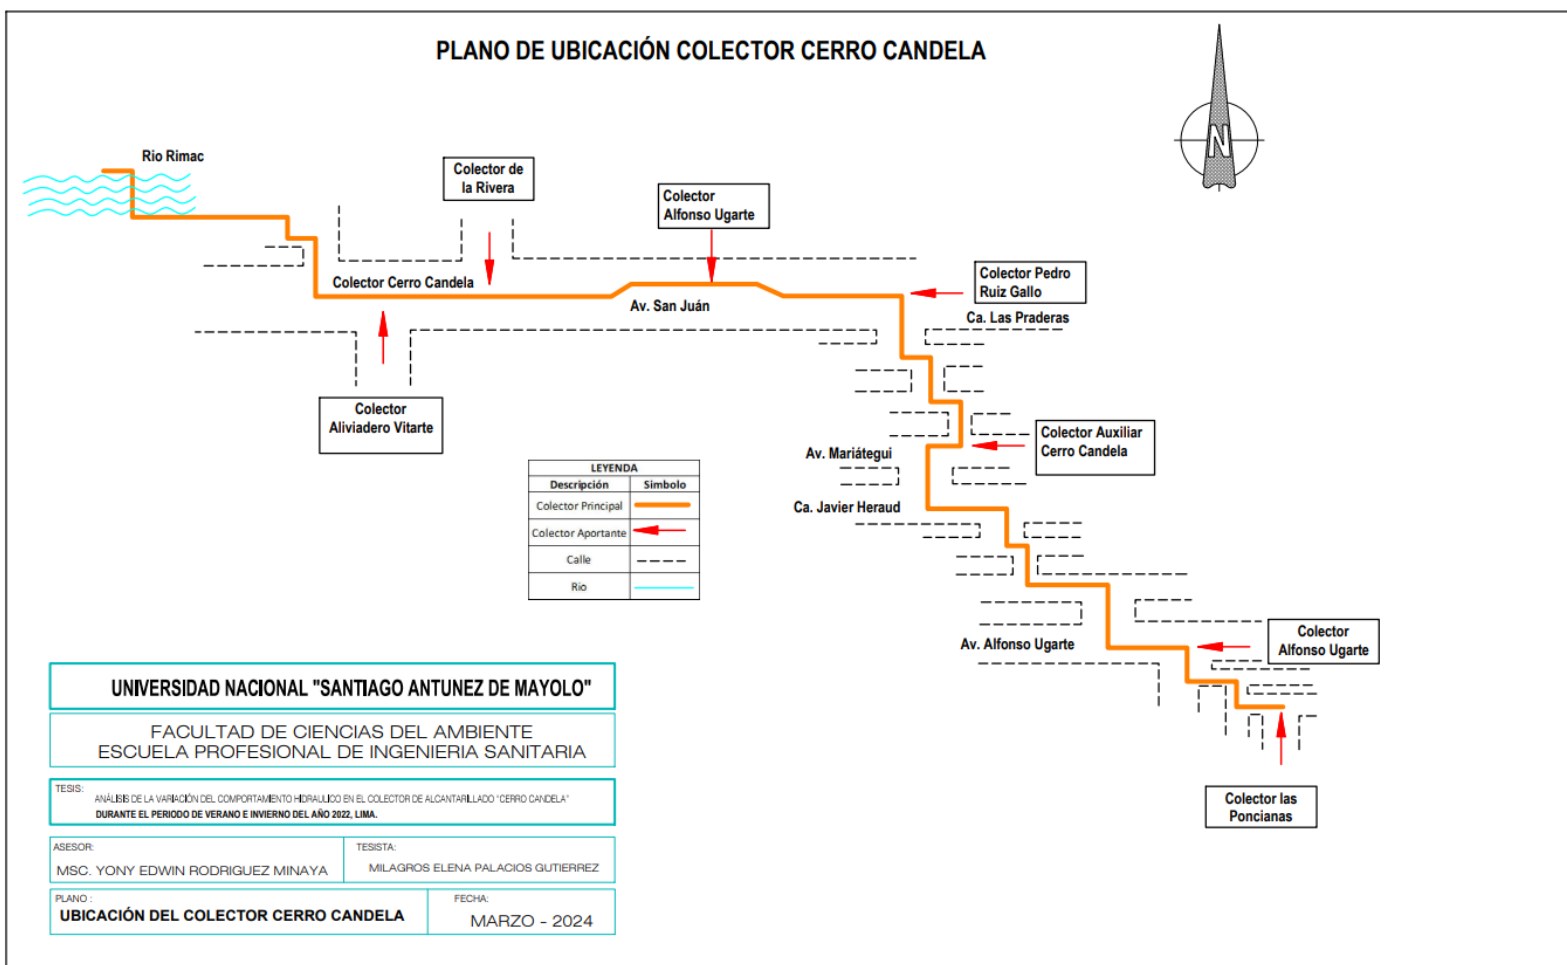 PLANO DE UBICACIÓN COLECTOR CERRO CANDELA
N
Rio Rimac
Colector de
la Rivera
Colector
Alfonso Ugarte
Colector Pedro
Ruiz Gallo
Colector Cerro Candela
Av. San Juán
Ca. Las Praderas
Colector
Aliviadero Vitarte
Colector Auxiliar
Cerro Candela
Av. Mariátegui
Ca. Javier Heraud
LEYENDA
Descripción Simbolo
Colector Principal
Colector Aportante
Calle
Rio
Av. Alfonso Ugarte
Colector
Alfonso Ugarte
Colector las
Poncianas
UNIVERSIDAD NACIONAL "SANTIAGO ANTUNEZ DE MAYOLO"
FACULTAD DE CIENCIAS DEL AMBIENTE
ESCUELA PROFESIONAL DE INGENIERIA SANITARIA
TESIS:
ANÁLISIS DE LA VARIACIÓN DEL COMPORTAMIENTO HIDRAULICO EN EL COLECTOR DE ALCANTARILLADO "CERRO CANDELA"
DURANTE EL PERIODO DE VERANO E INVIERNO DEL AÑO 2022, LIMA.
ASESOR:
MSC. YONY EDWIN RODRIGUEZ MINAYA
TESISTA:
MILAGROS ELENA PALACIOS GUTIERREZ
PLANO :
UBICACIÓN DEL COLECTOR CERRO CANDELA
FECHA:
MARZO - 2024